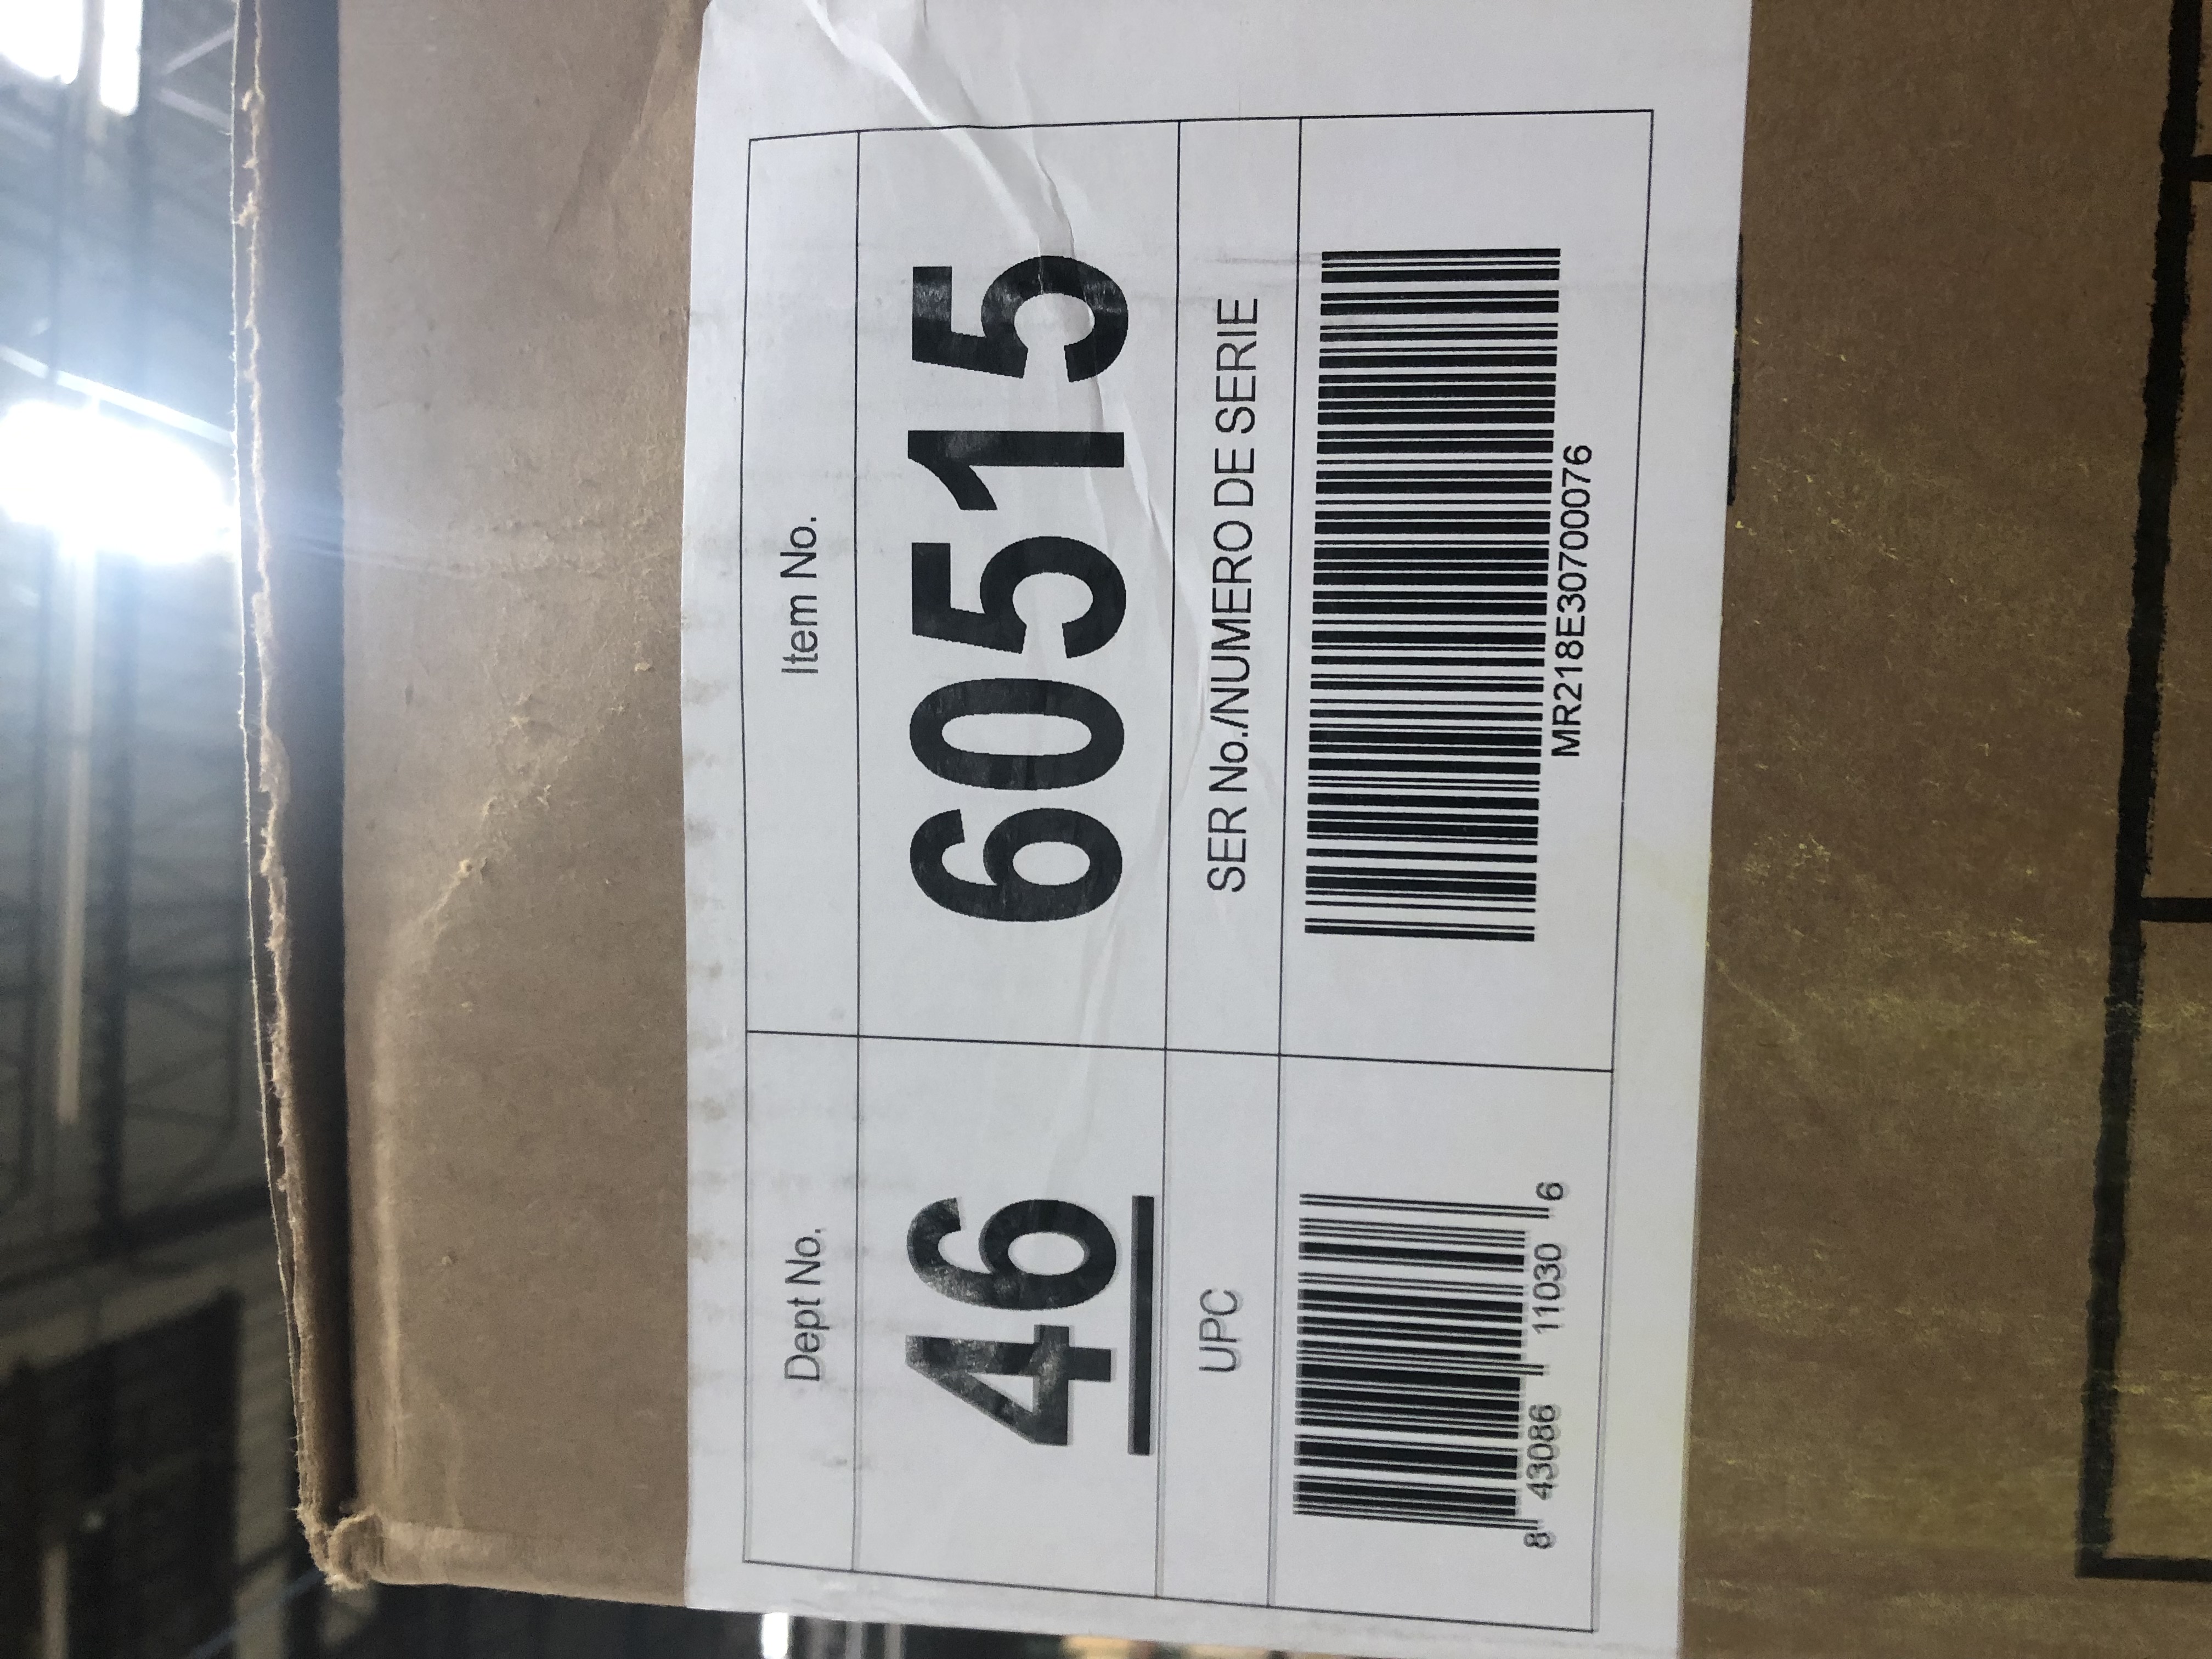 Dept No.
Item No.
46
60515
UPC
SER No./NUMERO DE SERIE
8 43086 11030 6
MR218E30700076